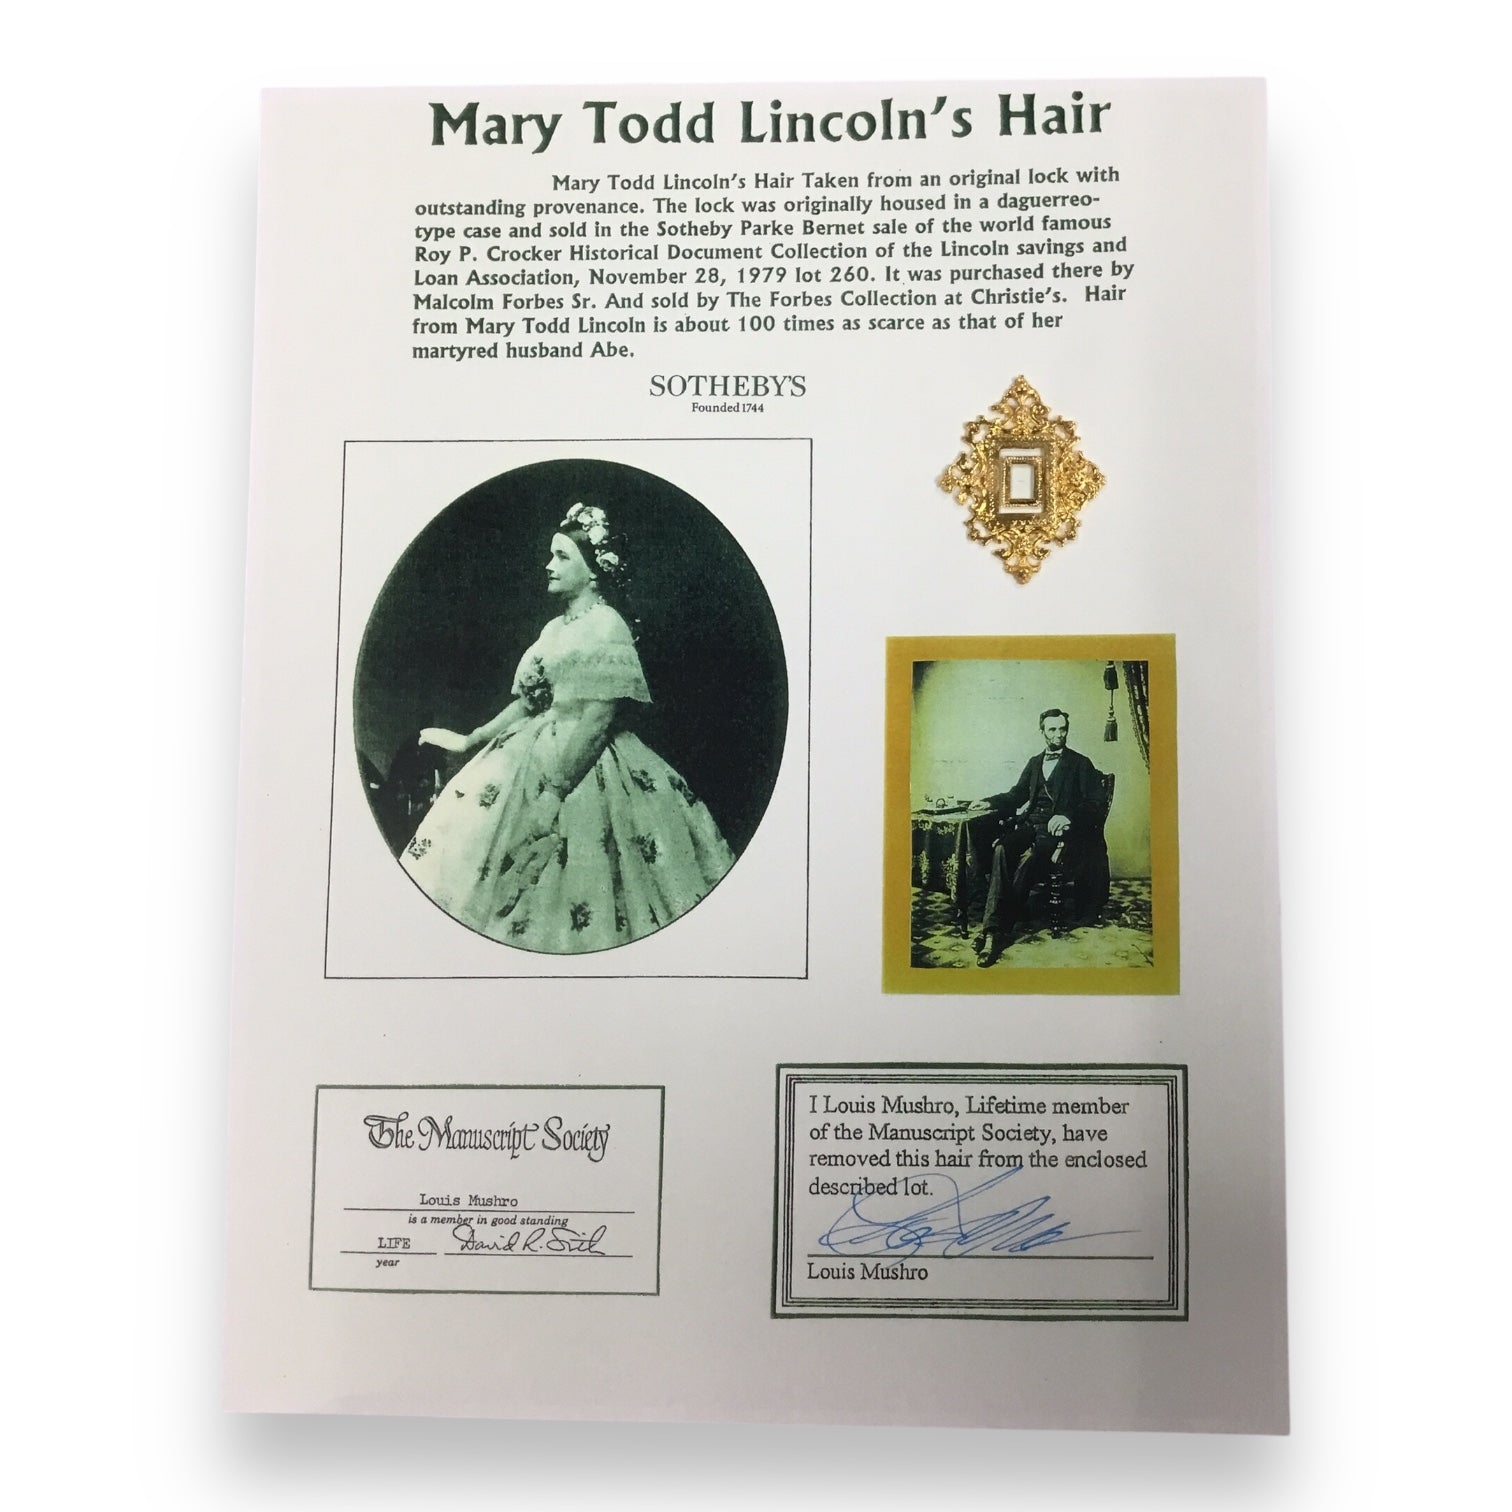 Mary Todd Lincoln's Hair
Mary Todd Lincoln's Hair Taken from an original lock with
outstanding provenance. The lock was originally housed in a daguerreo-
type case and sold in the Sotheby Parke Bernet sale of the world famous
Roy P. Crocker Historical Document Collection of the Lincoln savings and
Loan Association, November 28, 1979 lot 260. It was purchased there by
Malcolm Forbes Sr. And sold by The Forbes Collection at Christie's. Hair
from Mary Todd Lincoln is about 100 times as scarce as that of her
martyred husband Abe.
SOTHEBY'S
Founded 1744
The Manuscript Society
Louis Mushro
is a member in good standing
LIFE David R. Smith
year
I Louis Mushro, Lifetime member
of the Manuscript Society, have
removed this hair from the enclosed
described lot.
Louis Mushro